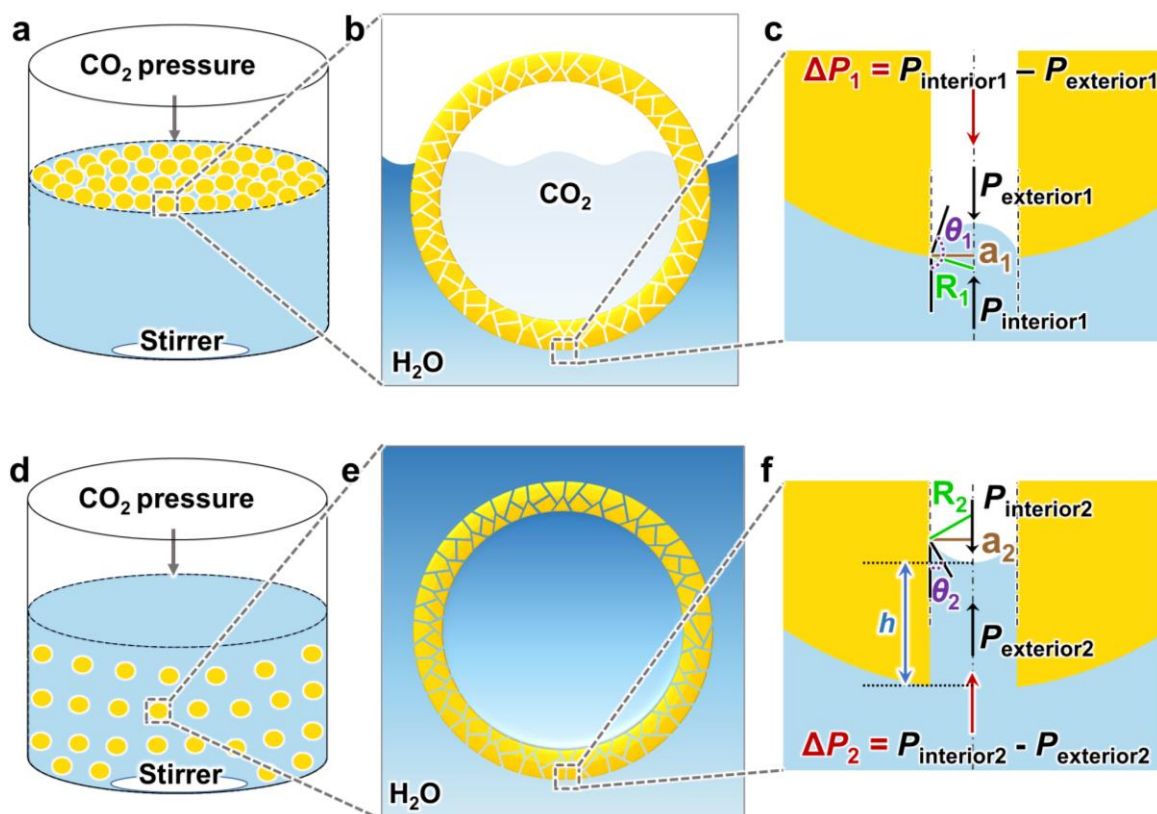 a
CO₂ pressure
Stirrer
b
CO₂
H₂O
c
ΔP₁ = Pinterior1 − Pexterior1
Pexterior1
θ₁
a₁
R₁
Pinterior1
d
CO₂ pressure
Stirrer
e
H₂O
f
R₂
Pinterior2
a₂
θ₂
h
Pexterior2
ΔP₂ = Pinterior2 - Pexterior2